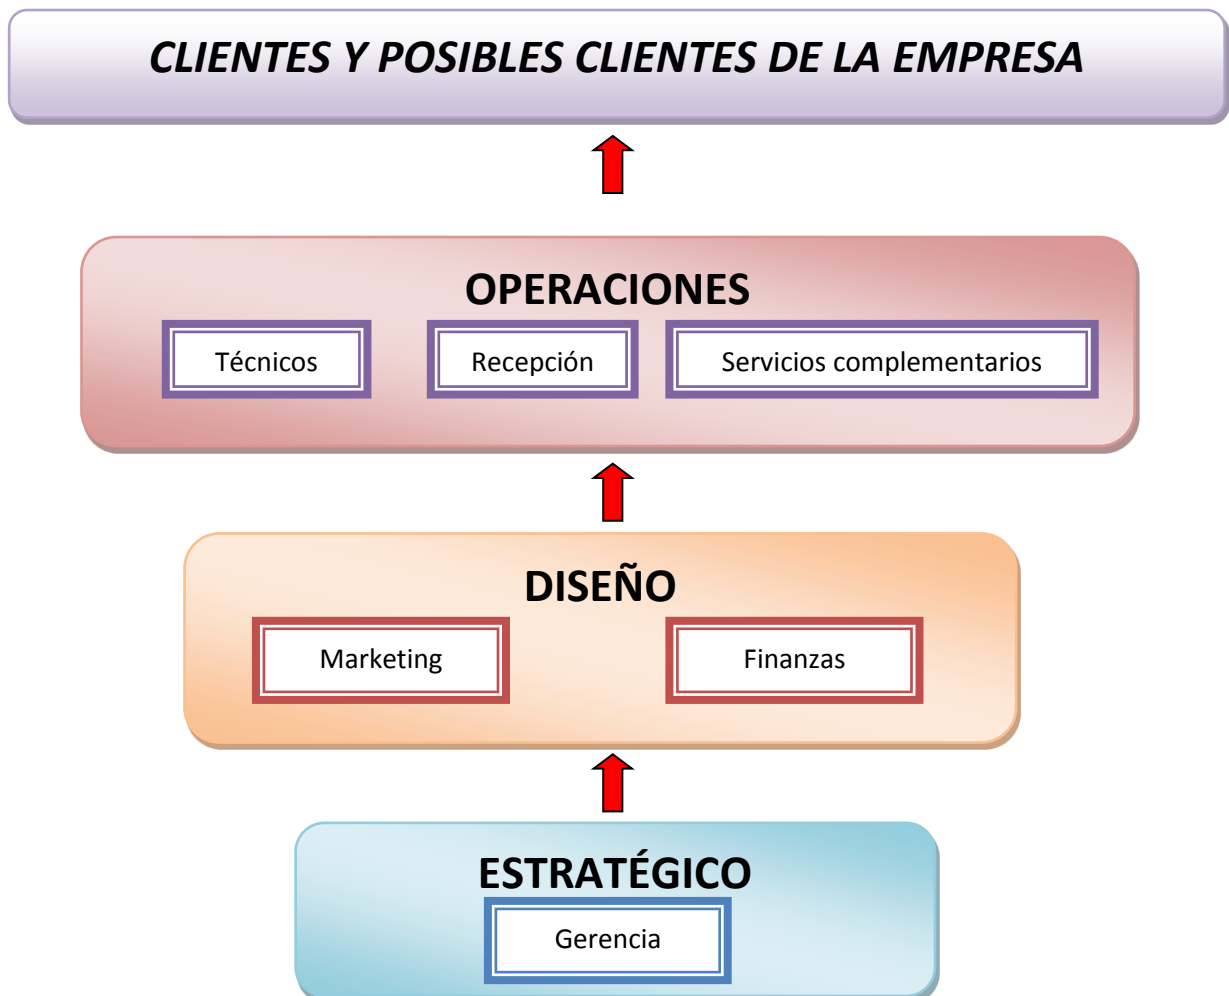 CLIENTES Y POSIBLES CLIENTES DE LA EMPRESA
OPERACIONES
Técnicos
Recepción
Servicios complementarios
DISEÑO
Marketing
Finanzas
ESTRATÉGICO
Gerencia